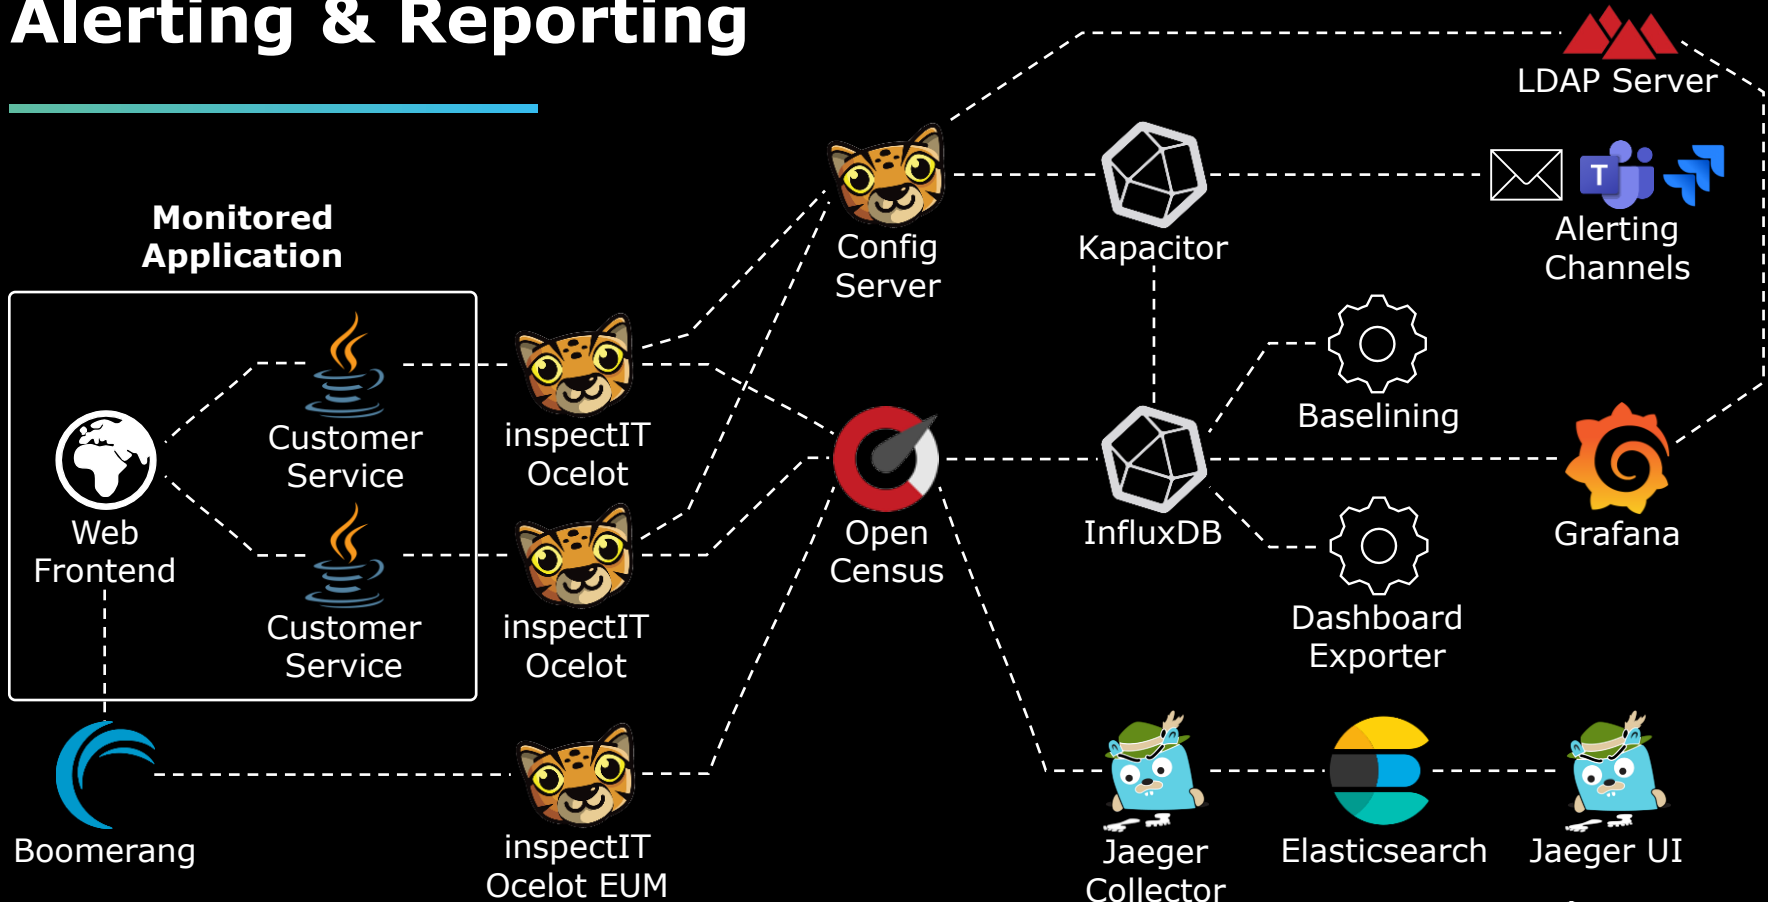 Alerting & Reporting
LDAP Server
Monitored
Application
Config
Server
Kapacitor
T
Alerting
Channels
Customer
Service
inspectIT
Ocelot
Baselining
Web
Frontend
Open
Census
InfluxDB
Grafana
Customer
Service
inspectIT
Ocelot
Dashboard
Exporter
Boomerang
inspectIT
Ocelot EUM
Jaeger
Collector
Elasticsearch
Jaeger UI